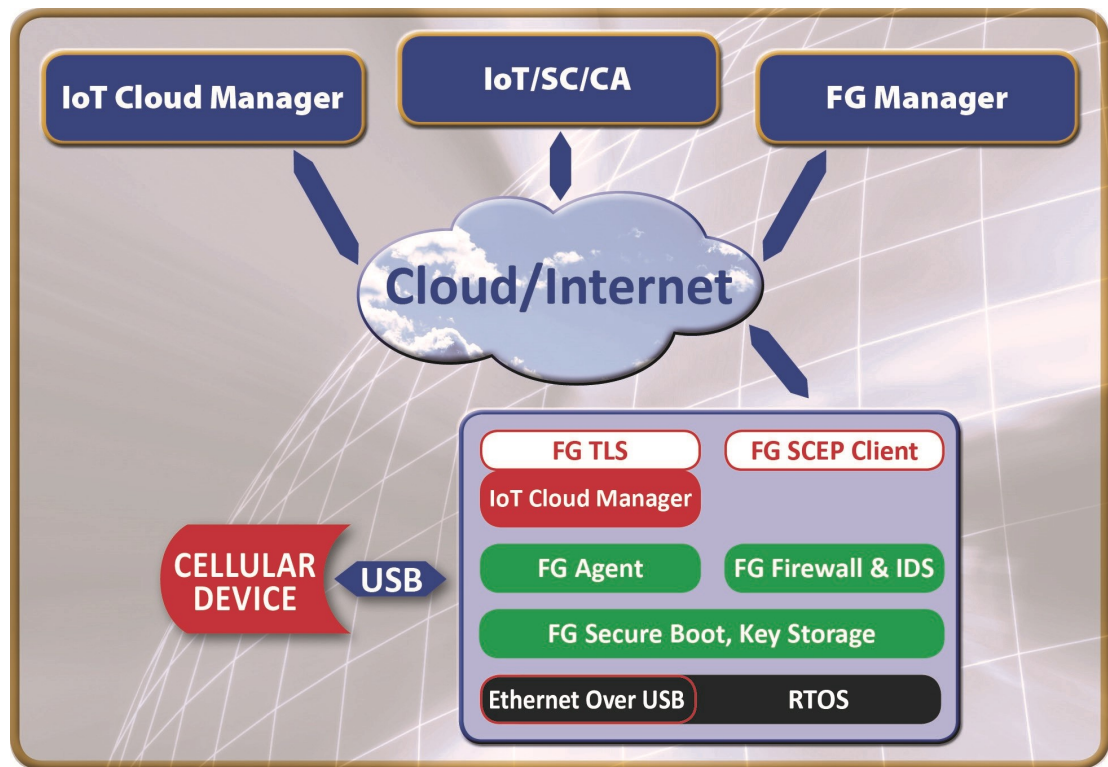 IoT Cloud Manager
IoT/SC/CA
FG Manager
Cloud/Internet
FG TLS
FG SCEP Client
IoT Cloud Manager
CELLULAR
DEVICE
USB
FG Agent
FG Firewall & IDS
FG Secure Boot, Key Storage
Ethernet Over USB
RTOS